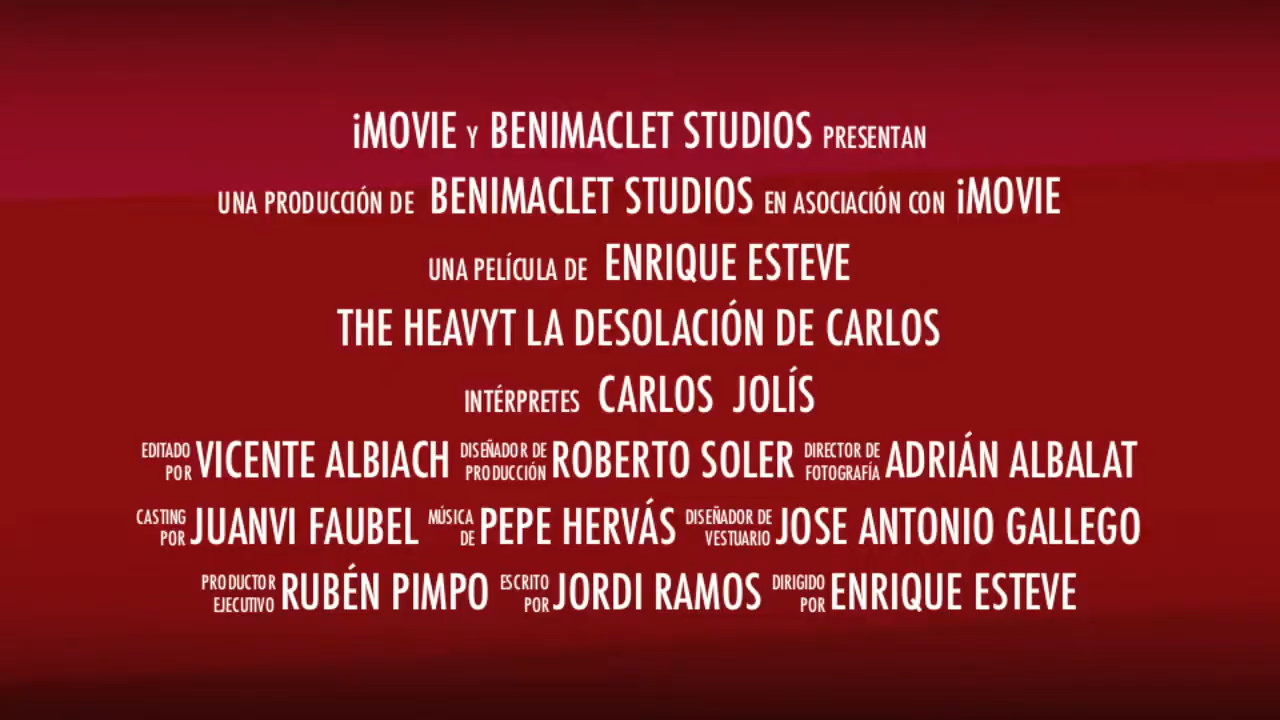 iMOVIE Y BENIMACLET STUDIOS PRESENTAN
UNA PRODUCCIÓN DE BENIMACLET STUDIOS EN ASOCIACIÓN CON iMOVIE
UNA PELÍCULA DE ENRIQUE ESTEVE
THE HEAVYT LA DESOLACIÓN DE CARLOS
INTÉRPRETES CARLOS JOLÍS
EDITADO POR VICENTE ALBIACH DISEÑADOR DE PRODUCCIÓN ROBERTO SOLER DIRECTOR DE FOTOGRAFÍA ADRIÁN ALBALAT
CASTING POR JUANVI FAUBEL MÚSICA DE PEPE HERVÁS DISEÑADOR DE VESTUARIO JOSE ANTONIO GALLEGO
PRODUCTOR EJECUTIVO RUBÉN PIMPO ESCRITO POR JORDI RAMOS DIRIGIDO POR ENRIQUE ESTEVE